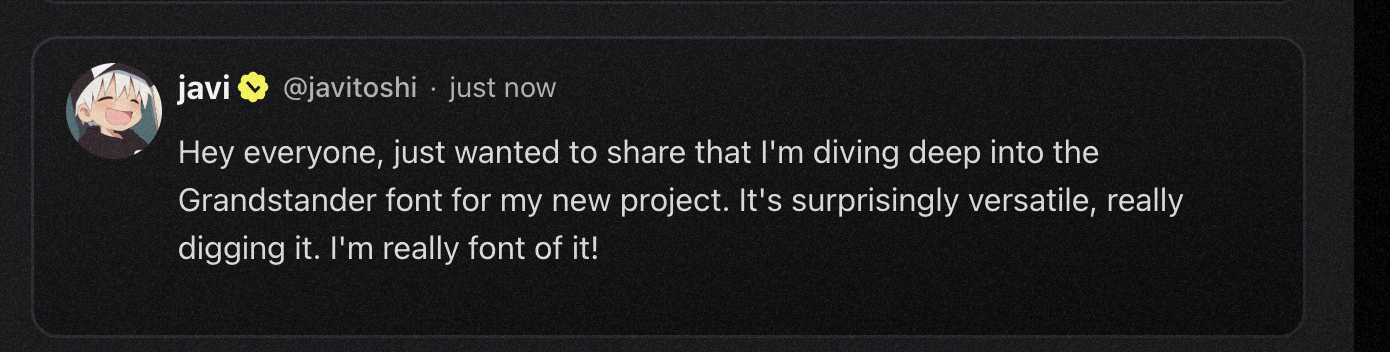 javi @javitoshi · just now
Hey everyone, just wanted to share that I'm diving deep into the
Grandstander font for my new project. It's surprisingly versatile, really
digging it. I'm really font of it!